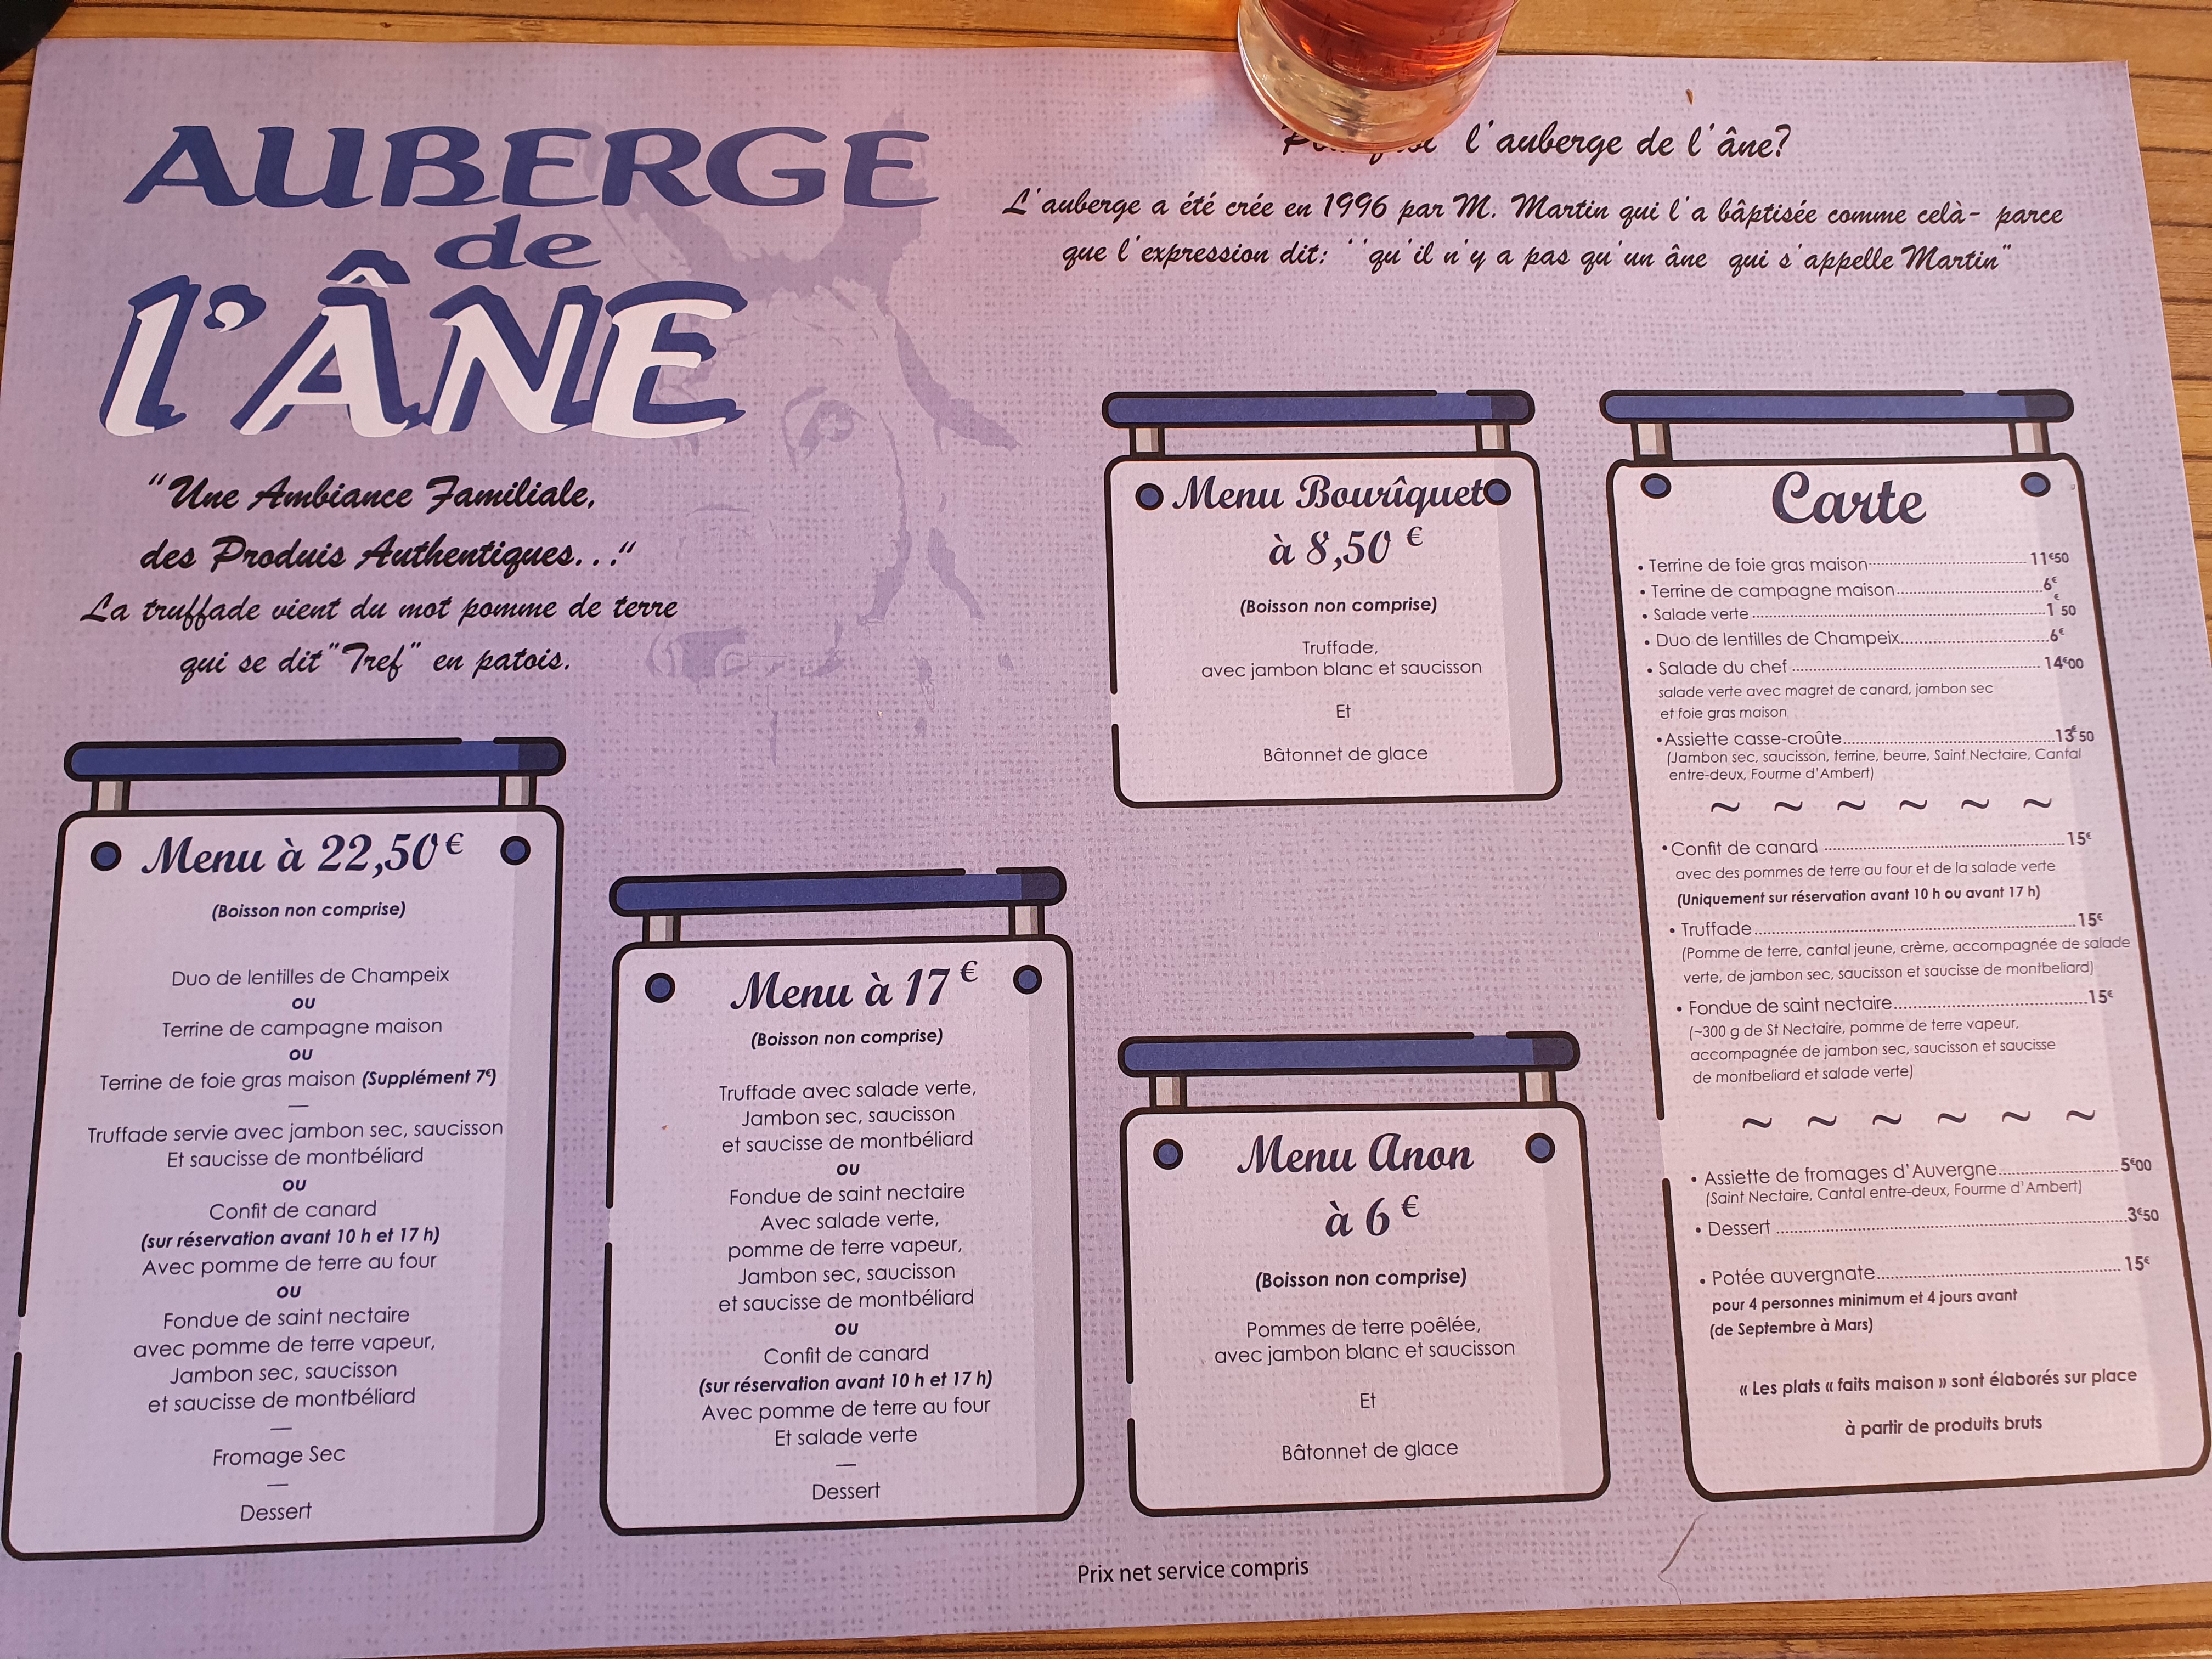 AUBERGE
de
l'ÂNE
"Une Ambiance Familiale,
des Produis Authentiques..."
La truffade vient du mot pomme de terre
qui se dit "Tref" en patois.
l'auberge de l'âne?
L'auberge a été crée en 1996 par M. Martin qui l'a bâptisée comme celà- parce
que l'expression dit: ''qu'il n'y a pas qu'un âne qui s'appelle Martin"
Menu à 22,50€
(Boisson non comprise)
Duo de lentilles de Champeix
ou
Terrine de campagne maison
ou
Terrine de foie gras maison (Supplément 7€)
—
Truffade servie avec jambon sec, saucisson
Et saucisse de montbéliard
ou
Confit de canard
(sur réservation avant 10 h et 17 h)
Avec pomme de terre au four
ou
Fondue de saint nectaire
avec pomme de terre vapeur,
Jambon sec, saucisson
et saucisse de montbéliard
—
Fromage Sec
—
Dessert
Menu à 17 €
(Boisson non comprise)
Truffade avec salade verte,
Jambon sec, saucisson
et saucisse de montbéliard
ou
Fondue de saint nectaire
Avec salade verte,
pomme de terre vapeur,
Jambon sec, saucisson
et saucisse de montbéliard
ou
Confit de canard
(sur réservation avant 10 h et 17 h)
Avec pomme de terre au four
Et salade verte
—
Dessert
Menu Bourîquet
à 8,50 €
(Boisson non comprise)
Truffade,
avec jambon blanc et saucisson
Et
Bâtonnet de glace
Menu Anon
à 6 €
(Boisson non comprise)
Pommes de terre poêlée,
avec jambon blanc et saucisson
Et
Bâtonnet de glace
Carte
• Terrine de foie gras maison 11€50
• Terrine de campagne maison 6€
• Salade verte 1€50
• Duo de lentilles de Champeix 6€
• Salade du chef 14€00
salade verte avec magret de canard, jambon sec
et foie gras maison
• Assiette casse-croûte 13€50
(Jambon sec, saucisson, terrine, beurre, Saint Nectaire, Cantal
entre-deux, Fourme d'Ambert)
~ ~ ~ ~ ~ ~
• Confit de canard 15€
avec des pommes de terre au four et de la salade verte
(Uniquement sur réservation avant 10 h ou avant 17 h)
• Truffade 15€
(Pomme de terre, cantal jeune, crème, accompagnée de salade
verte, de jambon sec, saucisson et saucisse de montbeliard)
• Fondue de saint nectaire 15€
(~300 g de St Nectaire, pomme de terre vapeur,
accompagnée de jambon sec, saucisson et saucisse
de montbeliard et salade verte)
~ ~ ~ ~ ~ ~
• Assiette de fromages d'Auvergne 5€00
(Saint Nectaire, Cantal entre-deux, Fourme d'Ambert)
• Dessert 3€50
• Potée auvergnate 15€
pour 4 personnes minimum et 4 jours avant
(de Septembre à Mars)
« Les plats « faits maison » sont élaborés sur place
à partir de produits bruts
Prix net service compris